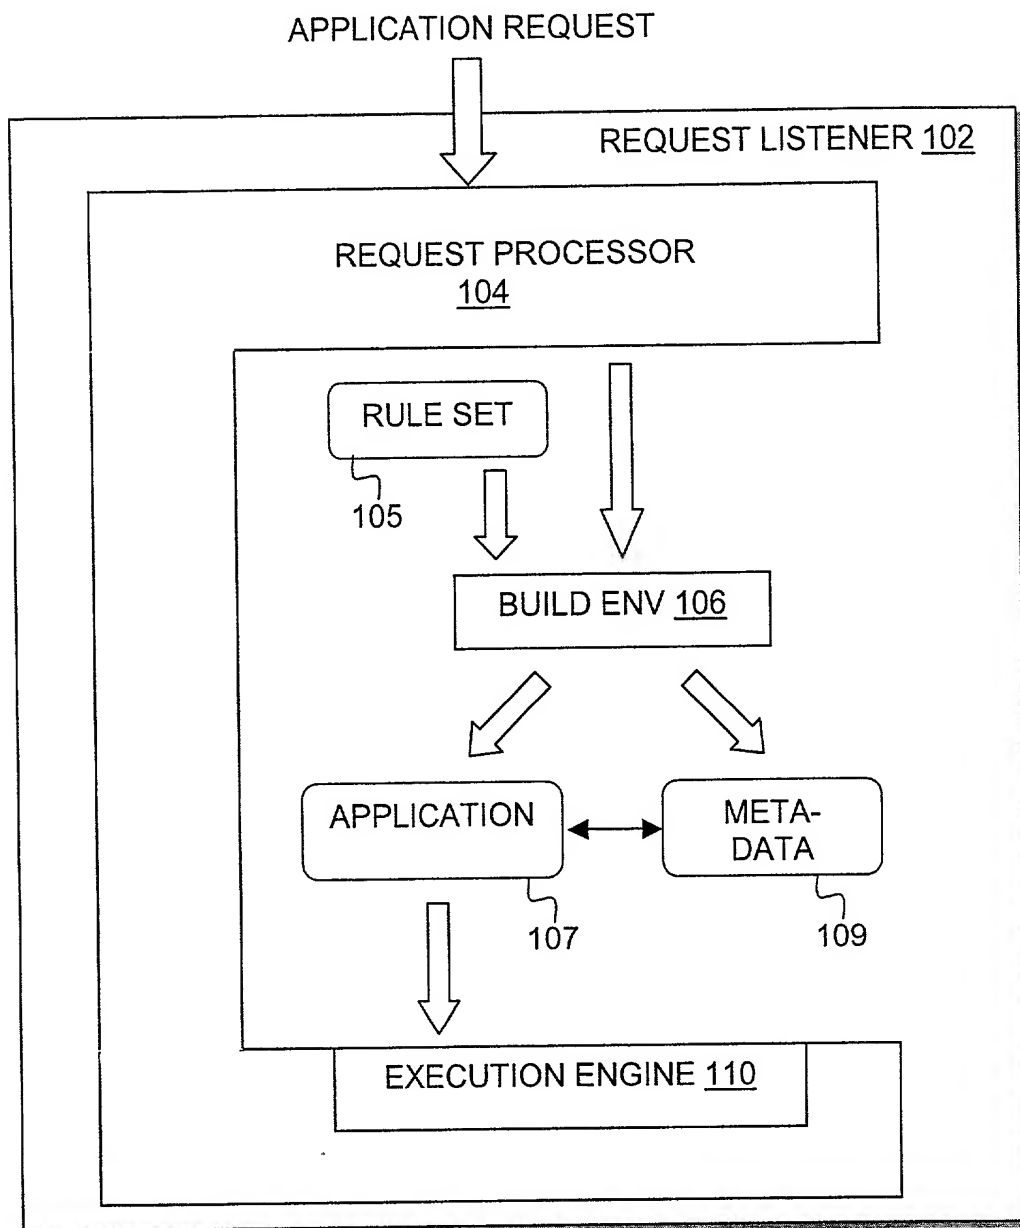 APPLICATION REQUEST
REQUEST LISTENER 102
REQUEST PROCESSOR
104
RULE SET
105
BUILD ENV 106
APPLICATION
META-
DATA
107
109
EXECUTION ENGINE 110